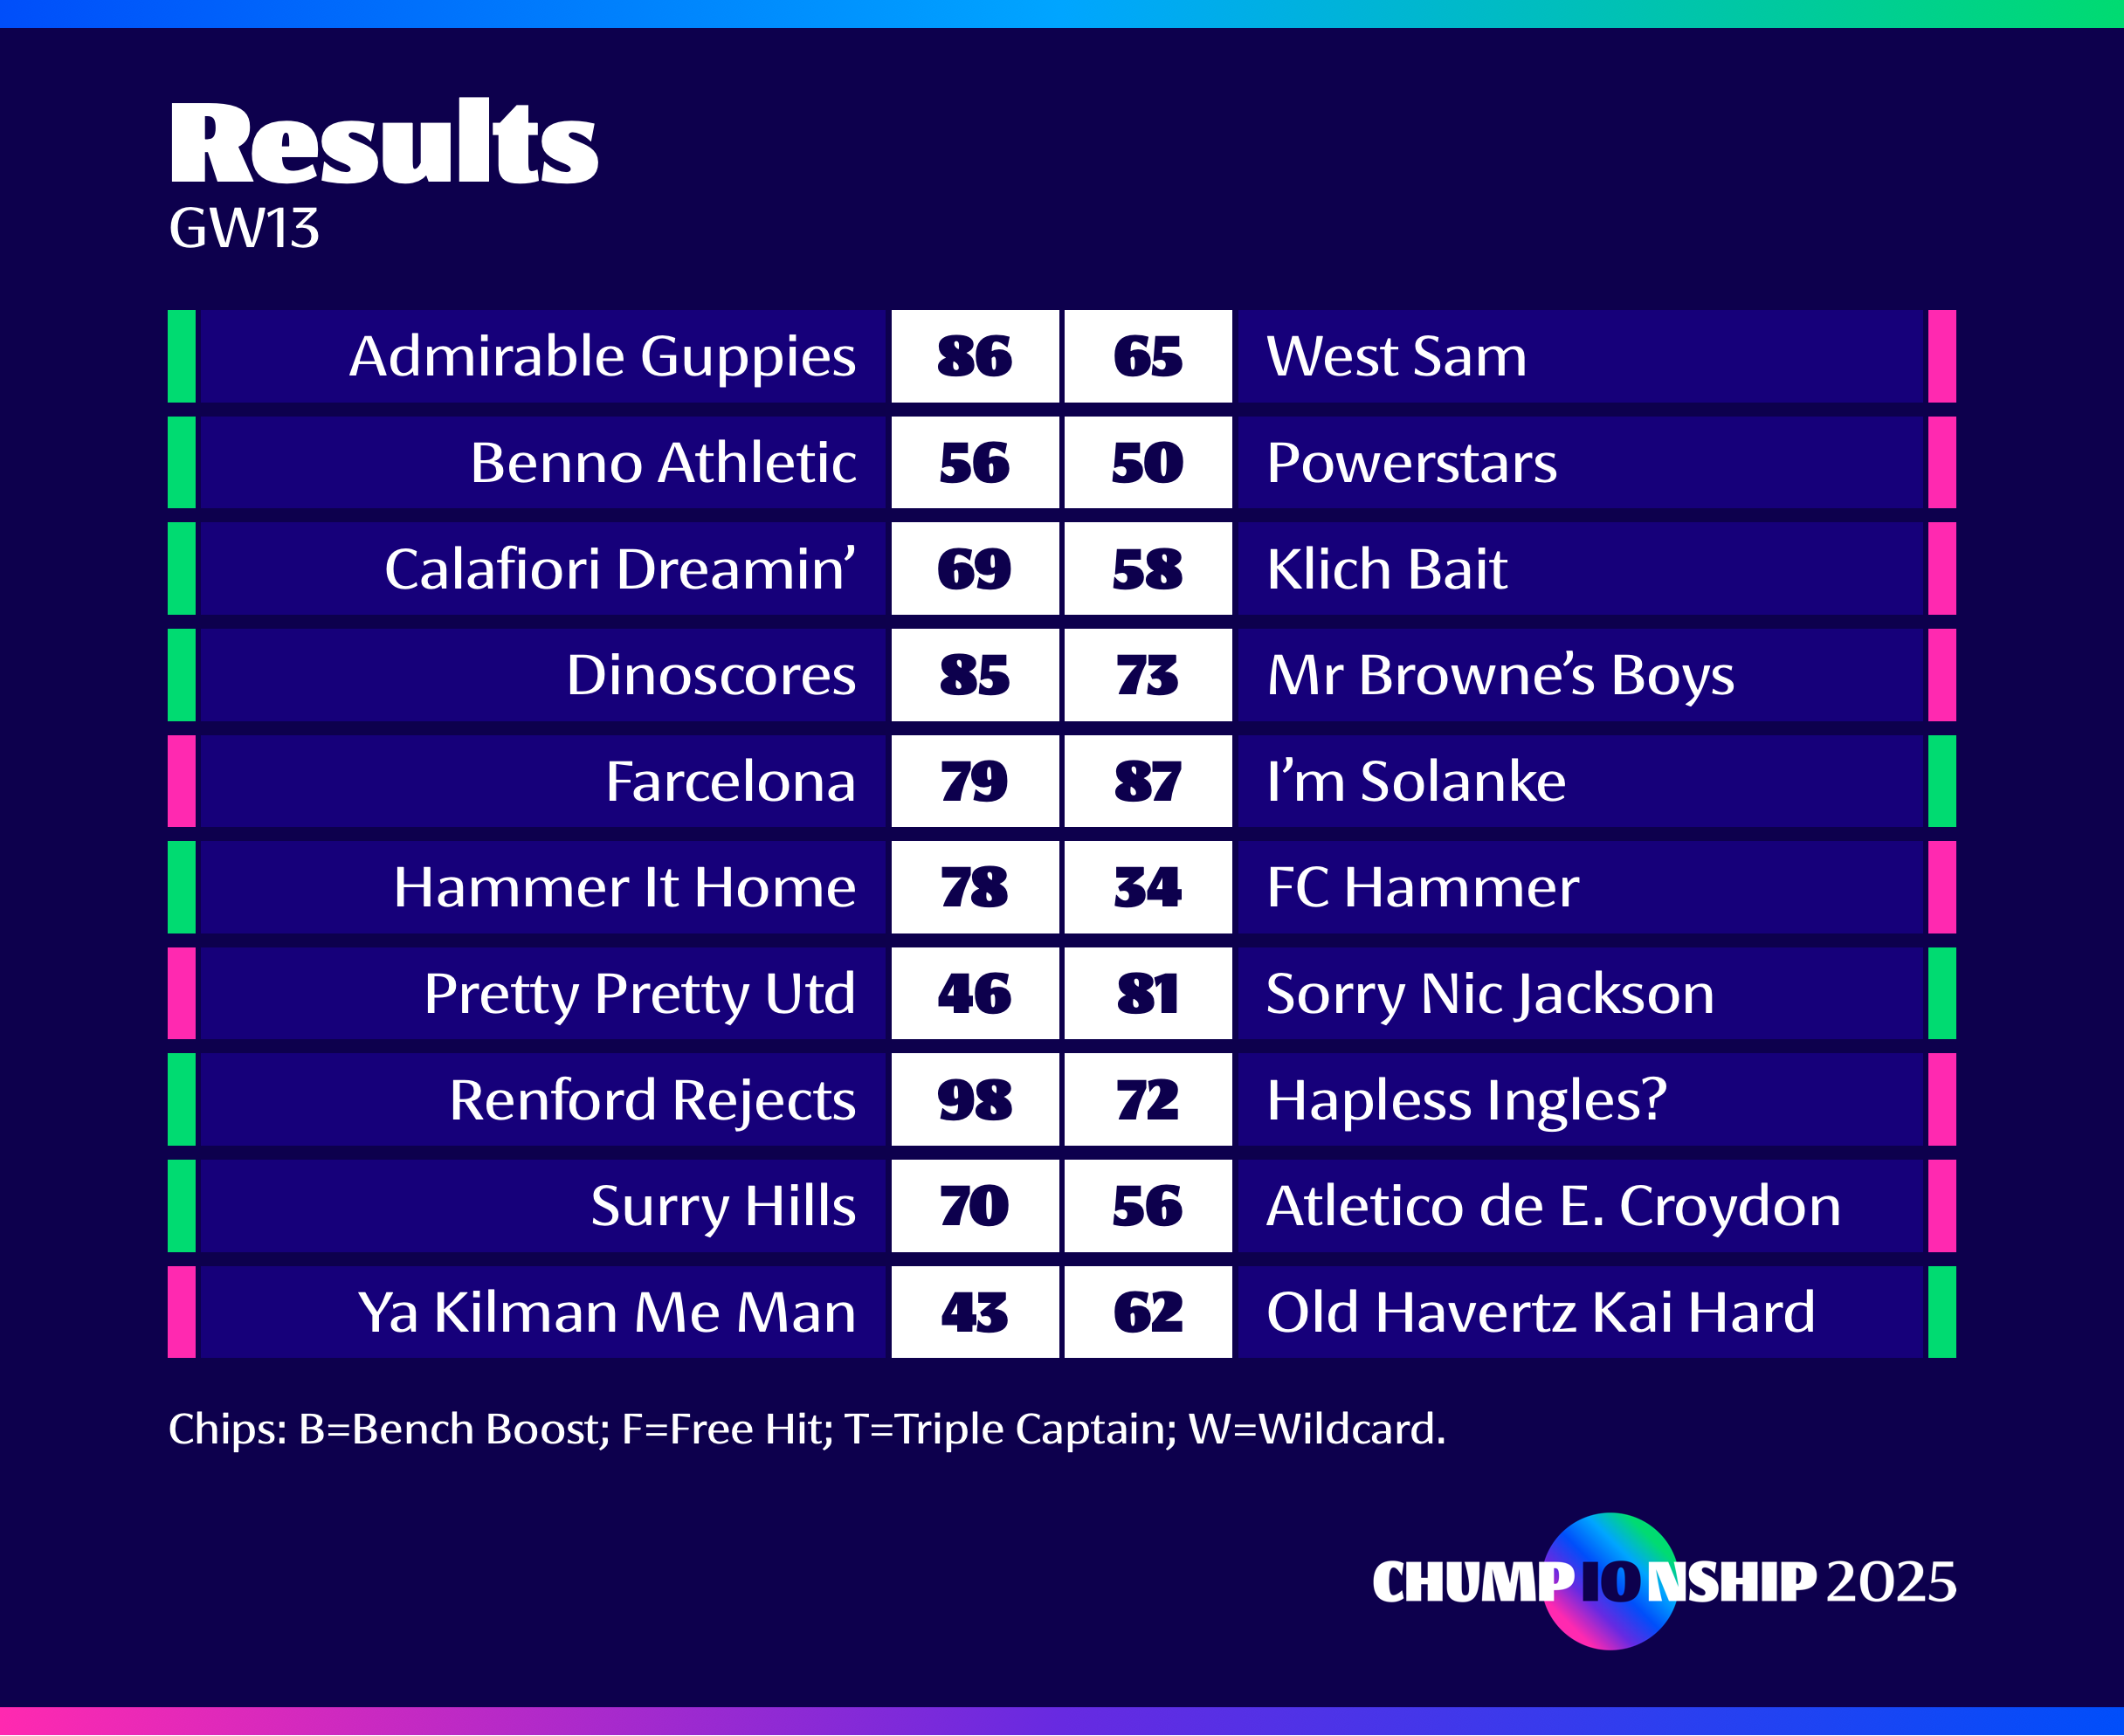 Results
GW13
Admirable Guppies 86 65 West Sam
Benno Athletic 56 50 Powerstars
Calafiori Dreamin’ 69 58 Klich Bait
Dinoscores 85 73 Mr Browne’s Boys
Farcelona 79 87 I’m Solanke
Hammer It Home 78 34 FC Hammer
Pretty Pretty Utd 46 81 Sorry Nic Jackson
Renford Rejects 98 72 Hapless Ingles?
Surry Hills 70 56 Atletico de E. Croydon
Ya Kilman Me Man 43 62 Old Havertz Kai Hard
Chips: B=Bench Boost; F=Free Hit; T=Triple Captain; W=Wildcard.
CHUMPIONSHIP 2025